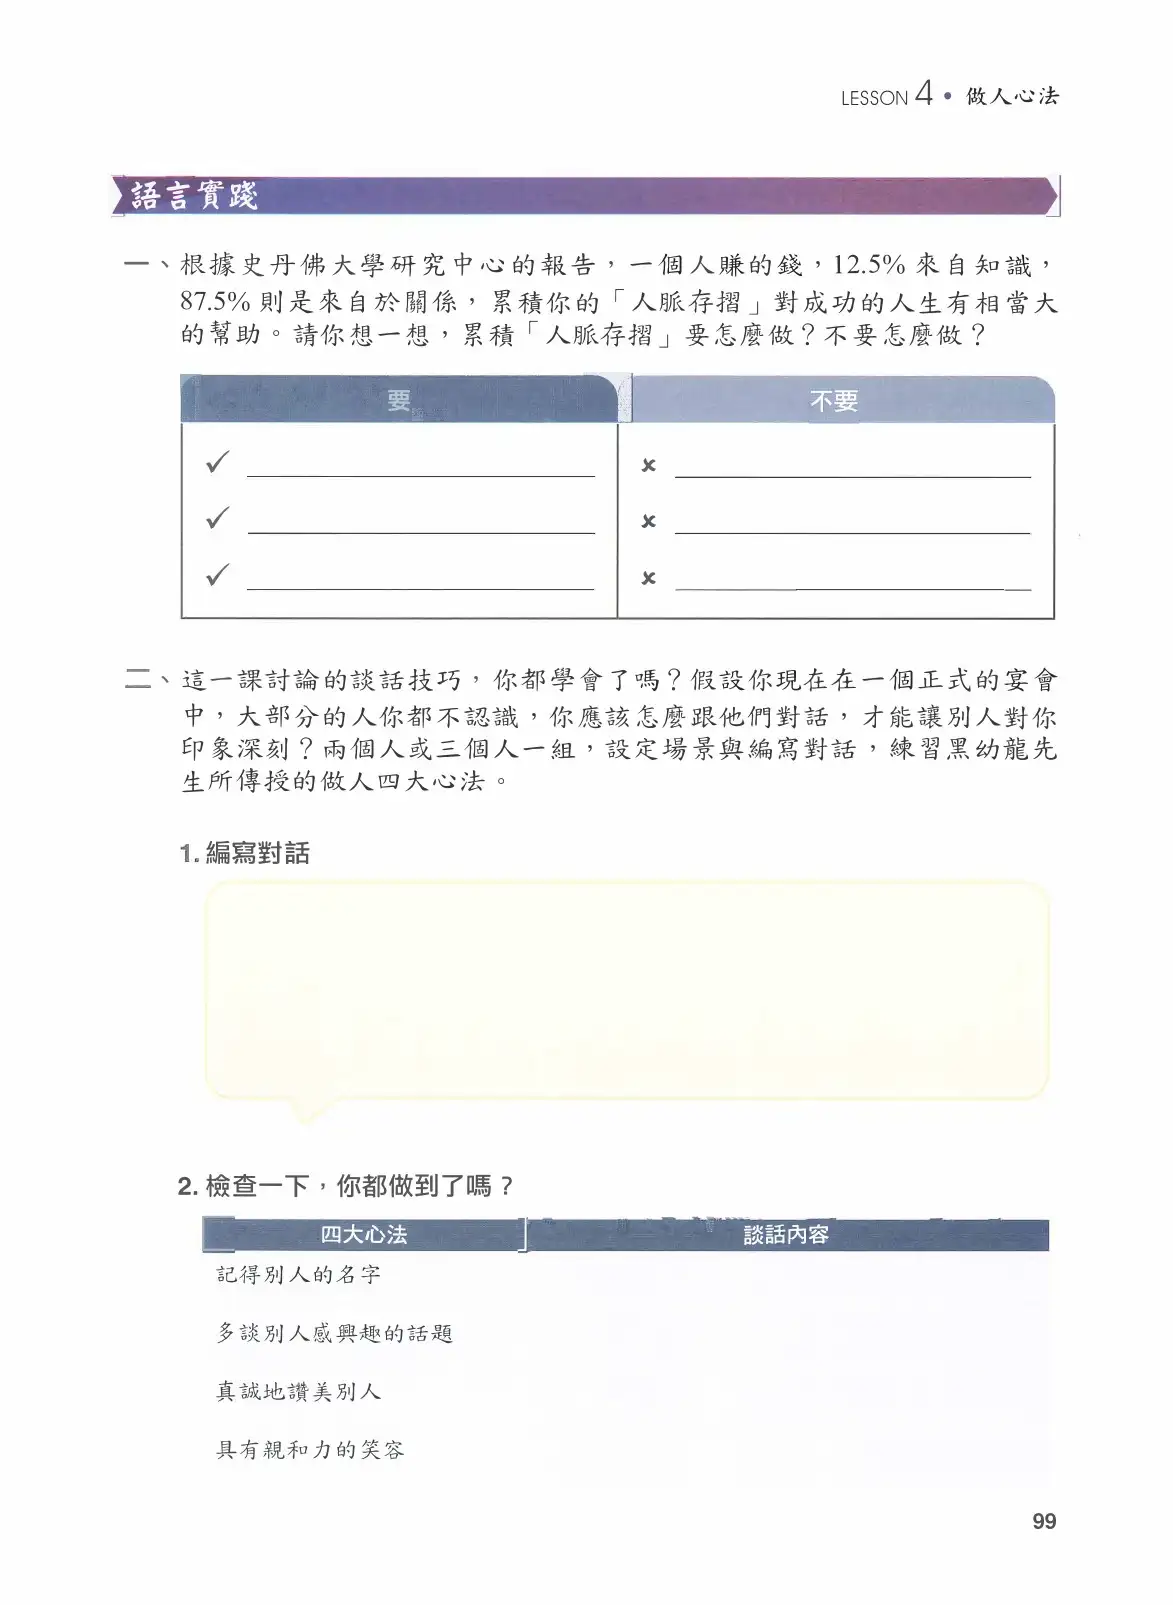 LESSON 4 • 做人心法
語言實踐
一、根據史丹佛大學研究中心的報告，一個人賺的錢，12.5% 來自知識，
87.5% 則是來自於關係，累積你的「人脈存摺」對成功的人生有相當大
的幫助。請你想一想，累積「人脈存摺」要怎麼做？不要怎麼做？
要 不要
✓ ✗
✓ ✗
✓ ✗
二、這一課討論的談話技巧，你都學會了嗎？假設你現在在一個正式的宴會
中，大部分的人你都不認識，你應該怎麼跟他們對話，才能讓別人對你
印象深刻？兩個人或三個人一組，設定場景與編寫對話，練習黑幼龍先
生所傳授的做人四大心法。
1. 編寫對話
2. 檢查一下，你都做到了嗎？
四大心法 談話內容
記得別人的名字
多談別人感興趣的話題
真誠地讚美別人
具有親和力的笑容
99